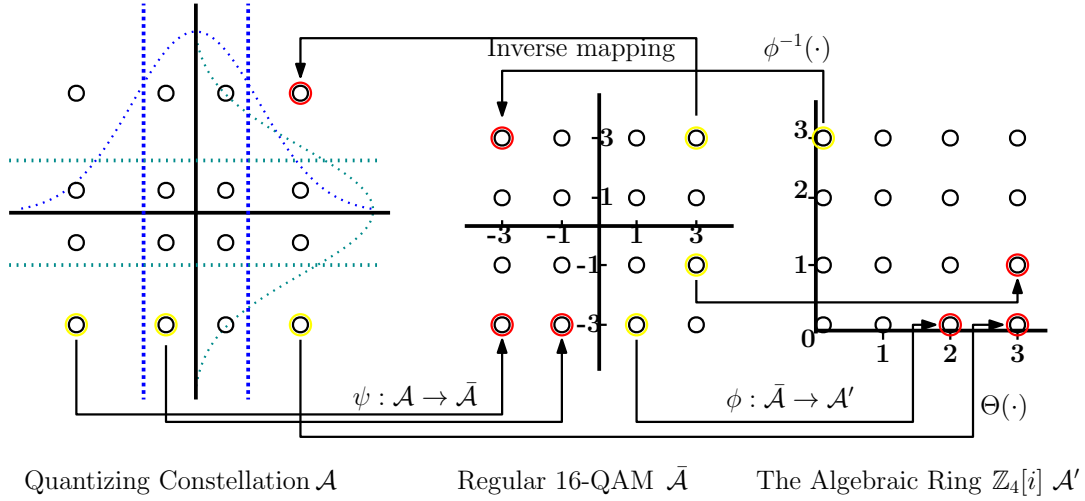 Inverse mapping
ϕ⁻¹(·)
3
3
2
1
-3
-1
1
3
-1
1
-3
0
1
2
3
ψ : 𝒜 → 𝒜̄
ϕ : 𝒜̄ → 𝒜′
Θ(·)
Quantizing Constellation 𝒜
Regular 16-QAM 𝒜̄
The Algebraic Ring ℤ₄[i] 𝒜′